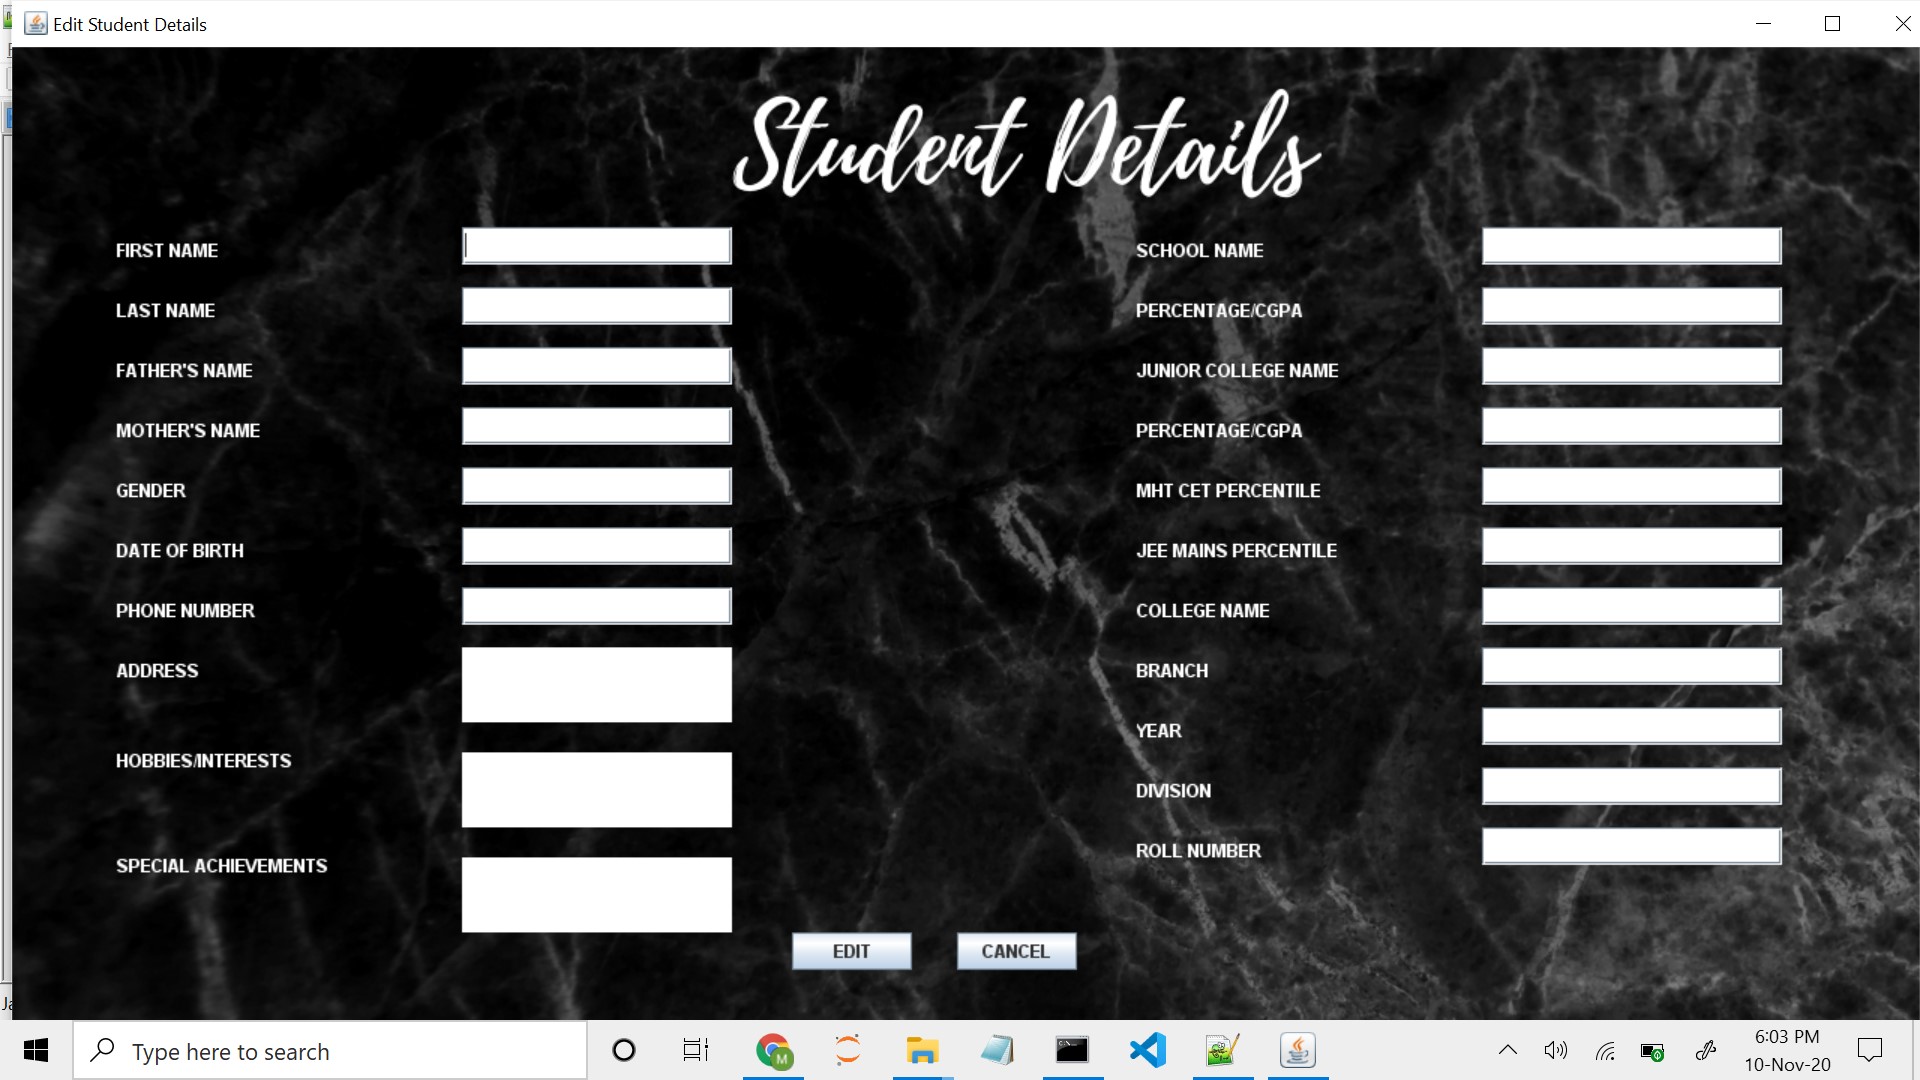 Edit Student Details
Student Details
FIRST NAME
LAST NAME
FATHER'S NAME
MOTHER'S NAME
GENDER
DATE OF BIRTH
PHONE NUMBER
ADDRESS
HOBBIES/INTERESTS
SPECIAL ACHIEVEMENTS
SCHOOL NAME
PERCENTAGE/CGPA
JUNIOR COLLEGE NAME
PERCENTAGE/CGPA
MHT CET PERCENTILE
JEE MAINS PERCENTILE
COLLEGE NAME
BRANCH
YEAR
DIVISION
ROLL NUMBER
EDIT CANCEL
Type here to search
M
6:03 PM
10-Nov-20